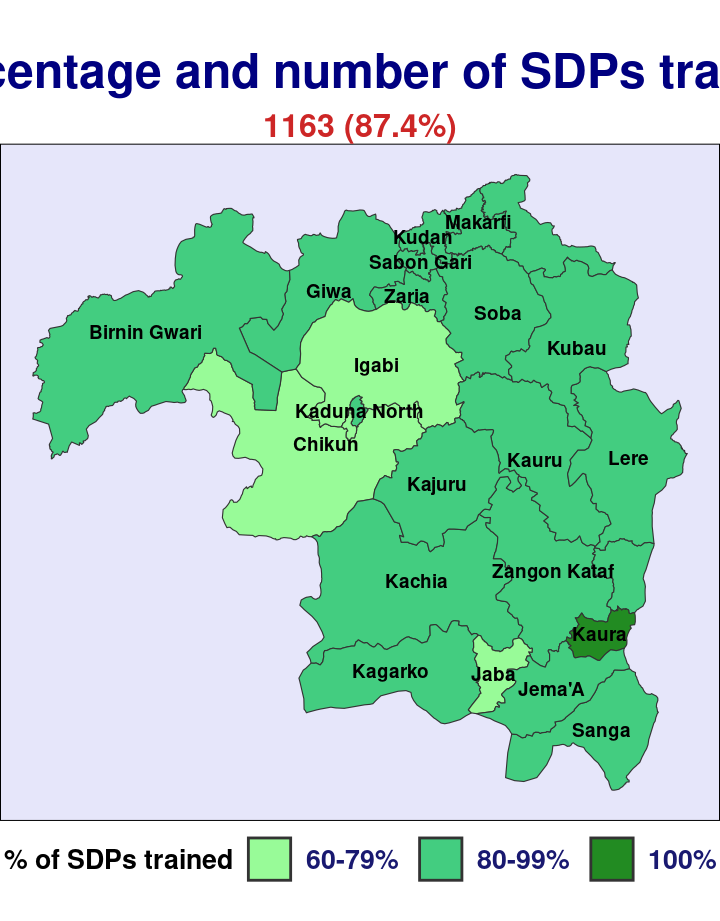 centage and number of SDPs tra
1163 (87.4%)
Makarfi
Kudan
Sabon Gari
Giwa
Zaria
Soba
Birnin Gwari
Kubau
Igabi
Kaduna North
Chikun
Kauru
Lere
Kajuru
Zangon Kataf
Kachia
Kaura
Kagarko
Jaba
Jema'A
Sanga
% of SDPs trained 60-79% 80-99% 100%